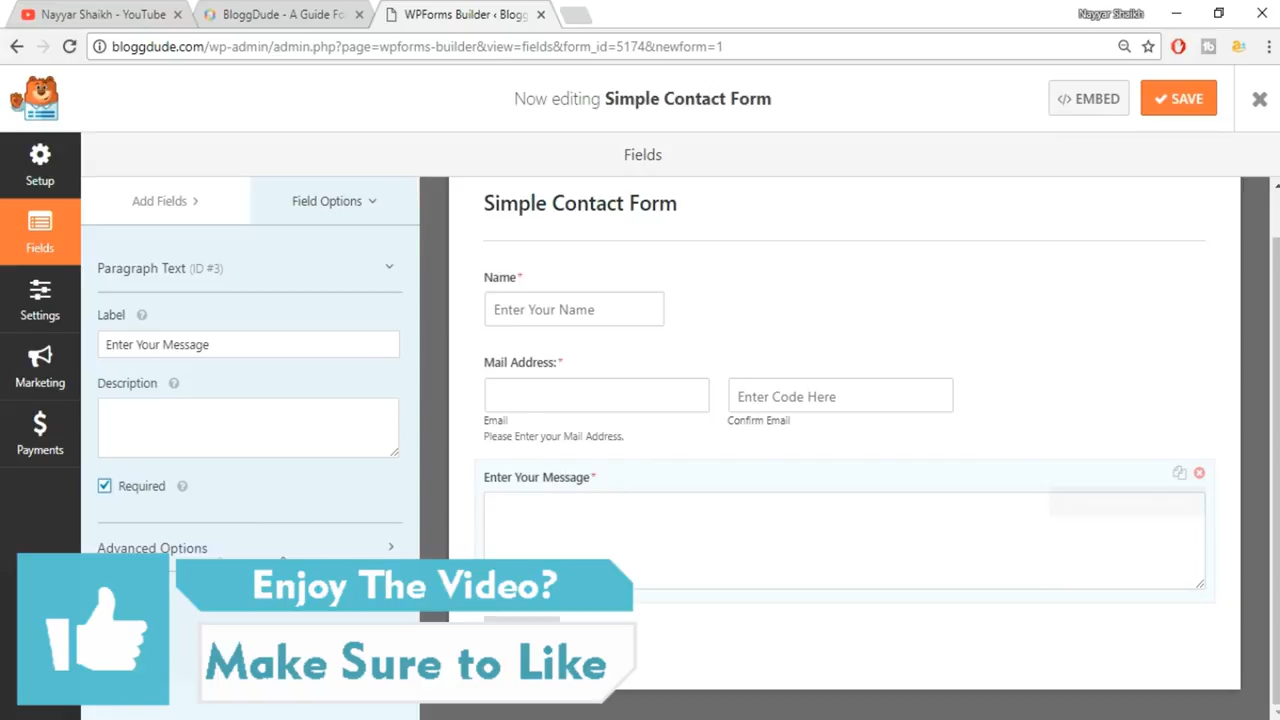 Nayyar Shaikh - YouTube
BloggDude - A Guide Fo
WPForms Builder ‹ Blogg
Nayyar Shaikh
bloggdude.com/wp-admin/admin.php?page=wpforms-builder&view=fields&form_id=5174&newform=1
Now editing Simple Contact Form
</> EMBED
SAVE
Fields
Setup
Fields
Settings
Marketing
Payments
Add Fields
Field Options
Paragraph Text (ID #3)
Label
Enter Your Message
Description
Required
Advanced Options
Simple Contact Form
Name*
Enter Your Name
Mail Address:*
Enter Code Here
Email
Confirm Email
Please Enter your Mail Address.
Enter Your Message*
Enjoy The Video?
Make Sure to Like